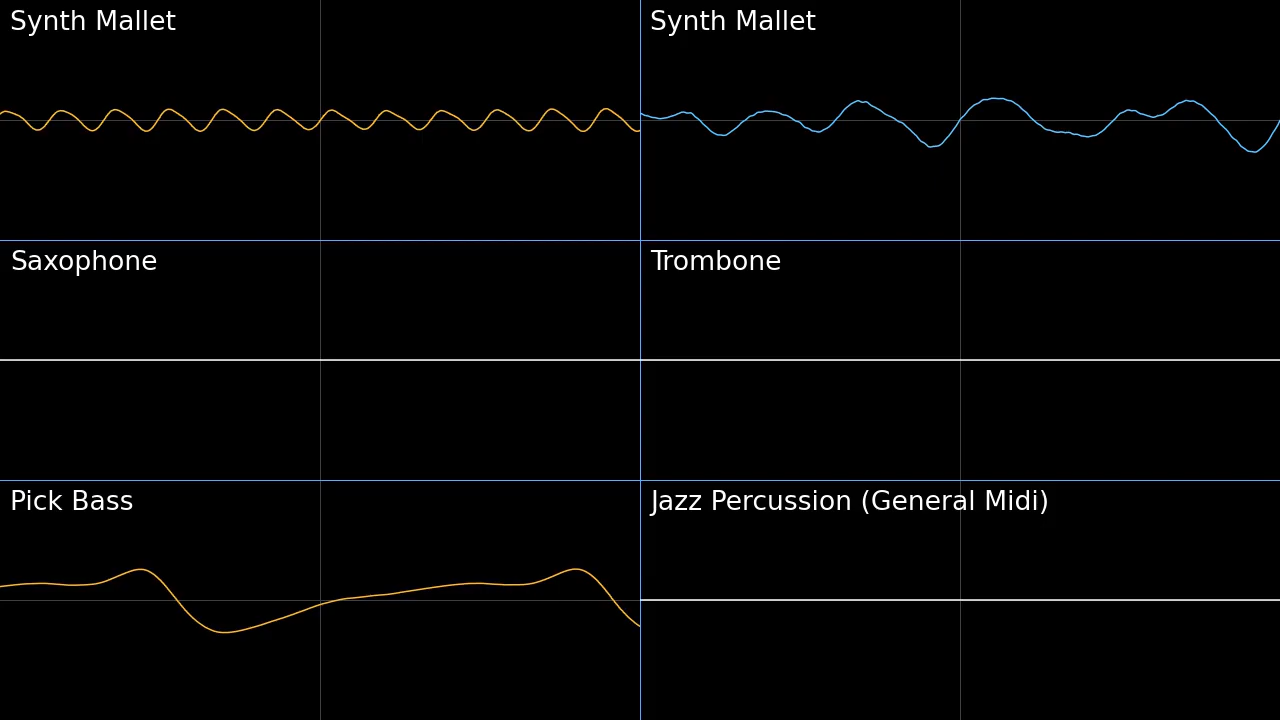 Synth Mallet
Synth Mallet
Saxophone
Trombone
Pick Bass
Jazz Percussion (General Midi)